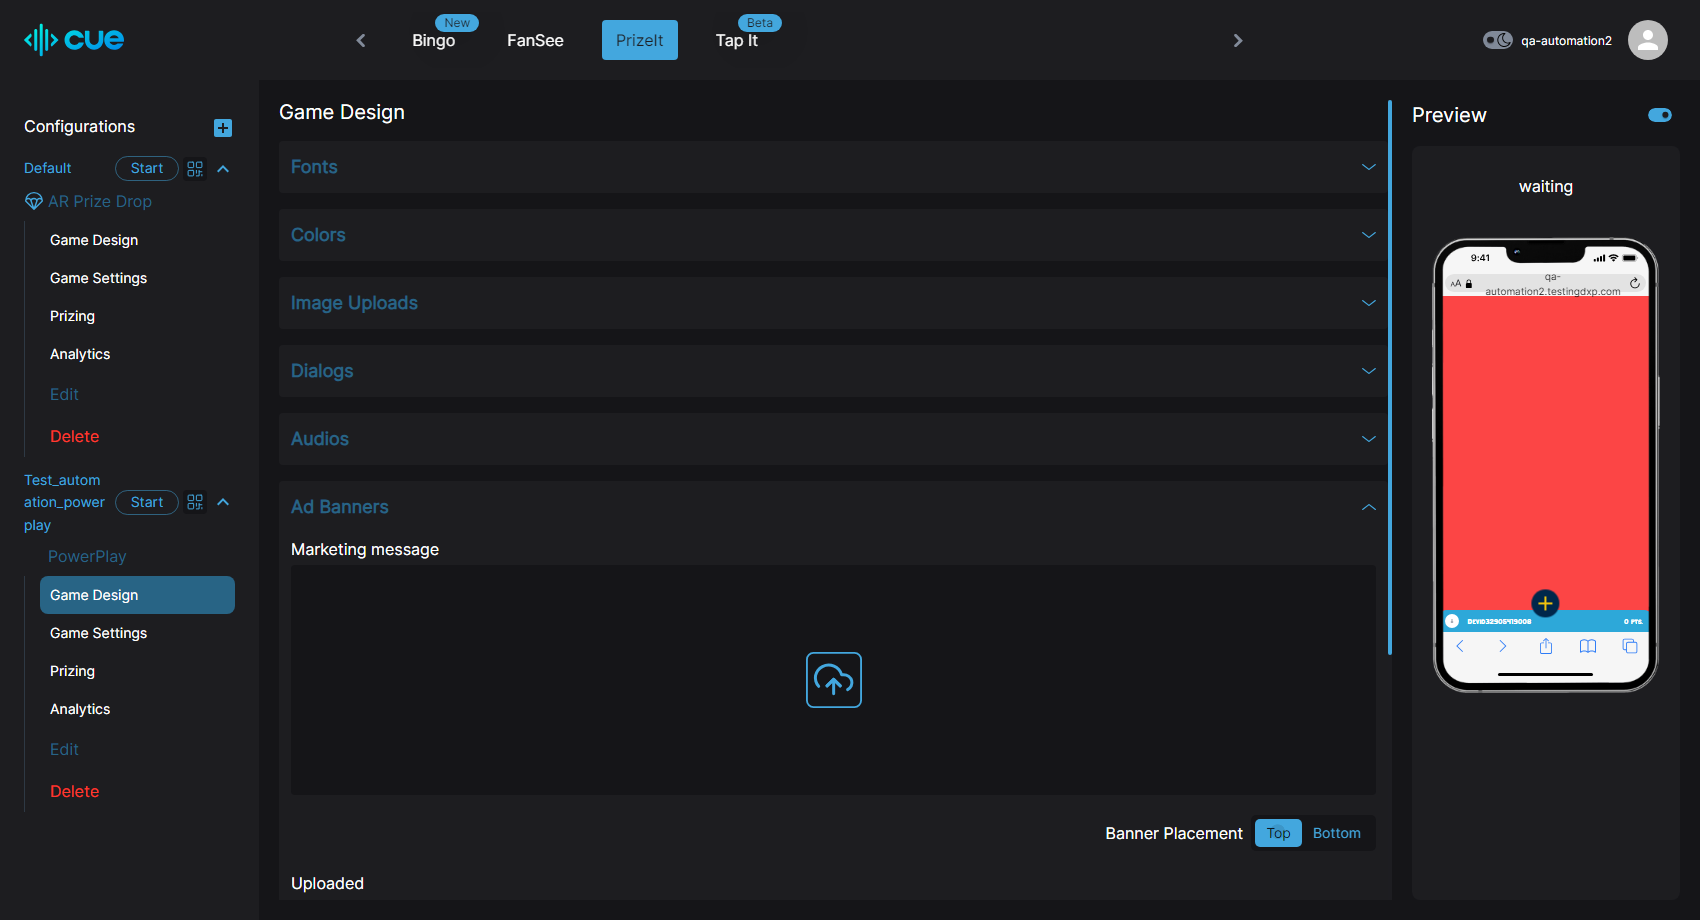 cue
New
Bingo
FanSee
PrizeIt
Beta
Tap It
qa-automation2
Configurations
Default
Start
AR Prize Drop
Game Design
Game Settings
Prizing
Analytics
Edit
Delete
Test_autom
ation_power
play
Start
PowerPlay
Game Design
Game Settings
Prizing
Analytics
Edit
Delete
Game Design
Fonts
Colors
Image Uploads
Dialogs
Audios
Ad Banners
Marketing message
Banner Placement
Top
Bottom
Uploaded
Preview
waiting
9:41
AA
qa-
automation2.testingdxp.com
0 PTS.